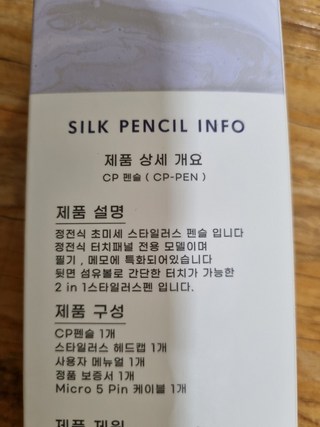 SILK PENCIL INFO
제품 상세 개요
CP 펜슬 ( CP-PEN )
제품 설명
정전식 초미세 스타일러스 펜슬 입니다
정전식 터치패널 전용 모델이며
필기 , 메모에 특화되어있습니다
뒷면 섬유볼로 간단한 터치가 가능한
2 in 1스타일러스펜 입니다.
제품 구성
CP펜슬 1개
스타일러스 헤드캡 1개
사용자 메뉴얼 1개
정품 보증서 1개
Micro 5 Pin 케이블 1개
제품 제원